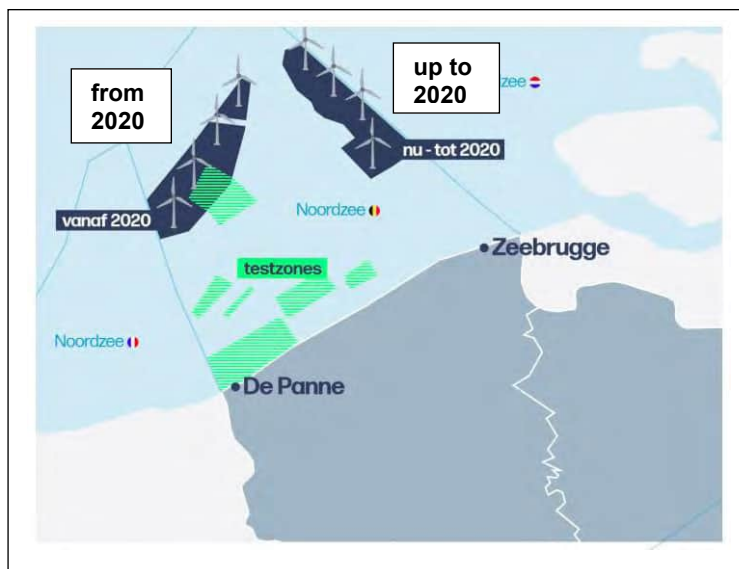 from
2020
up to
2020
zee
nu - tot 2020
vanaf 2020
Noordzee
Zeebrugge
testzones
Noordzee
De Panne